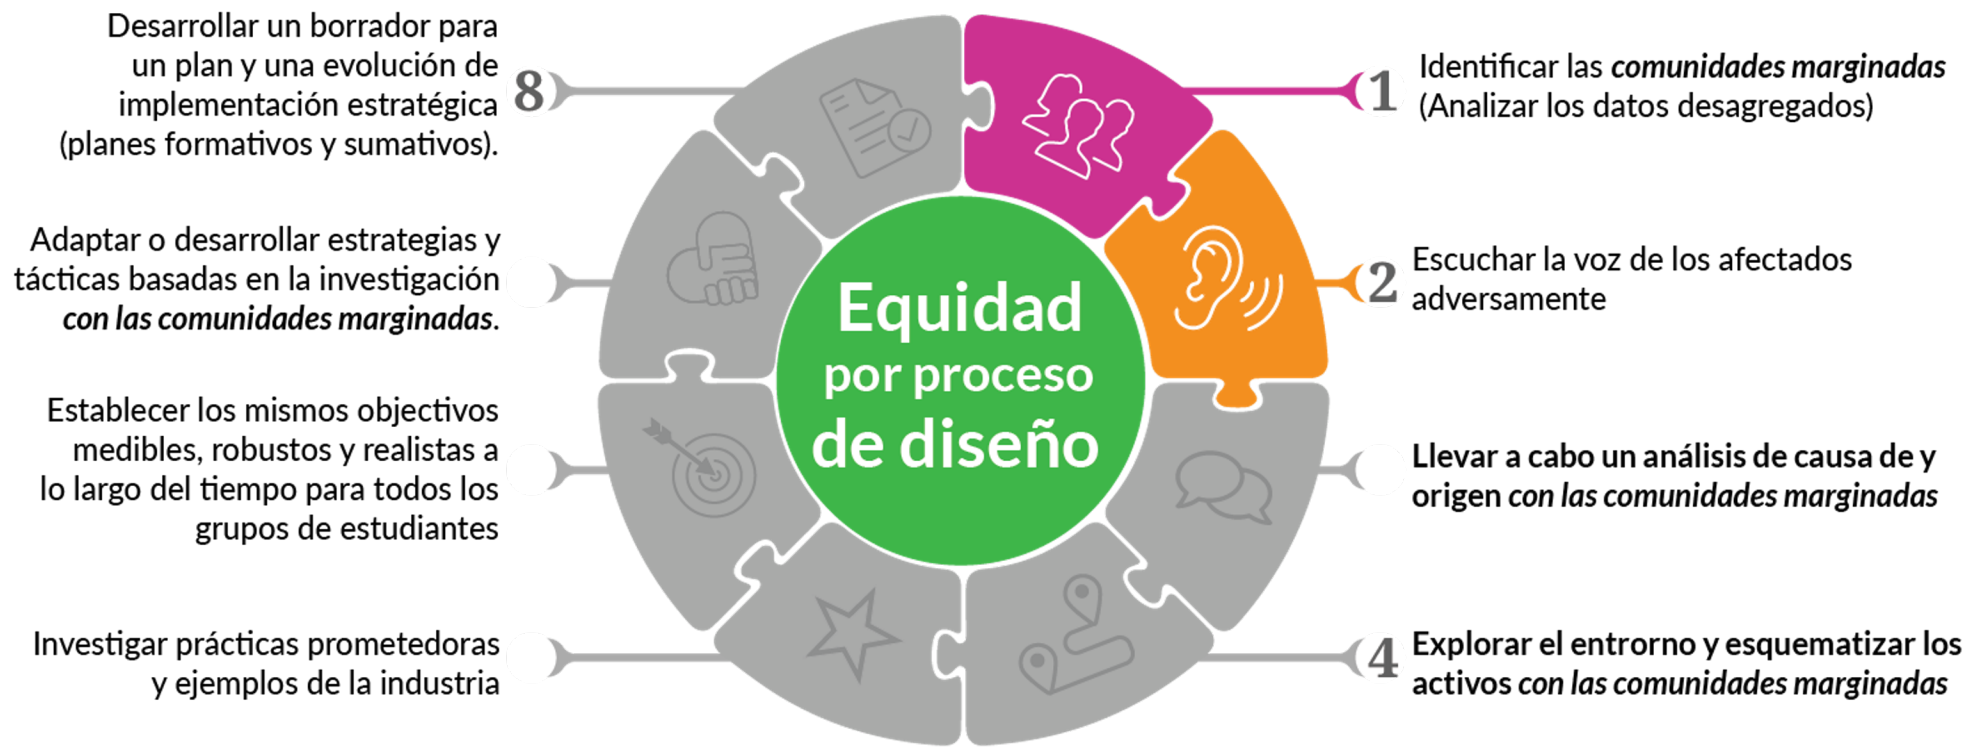 Equidad
por proceso
de diseño
1
Identificar las comunidades marginadas
(Analizar los datos desagregados)
2
Escuchar la voz de los afectados
adversamente
Llevar a cabo un análisis de causa de y
origen con las comunidades marginadas
4
Explorar el entrorno y esquematizar los
activos con las comunidades marginadas
Investigar prácticas prometedoras
y ejemplos de la industria
Establecer los mismos objectivos
medibles, robustos y realistas a
lo largo del tiempo para todos los
grupos de estudiantes
Adaptar o desarrollar estrategias y
tácticas basadas en la investigación
con las comunidades marginadas.
8
Desarrollar un borrador para
un plan y una evolución de
implementación estratégica
(planes formativos y sumativos).